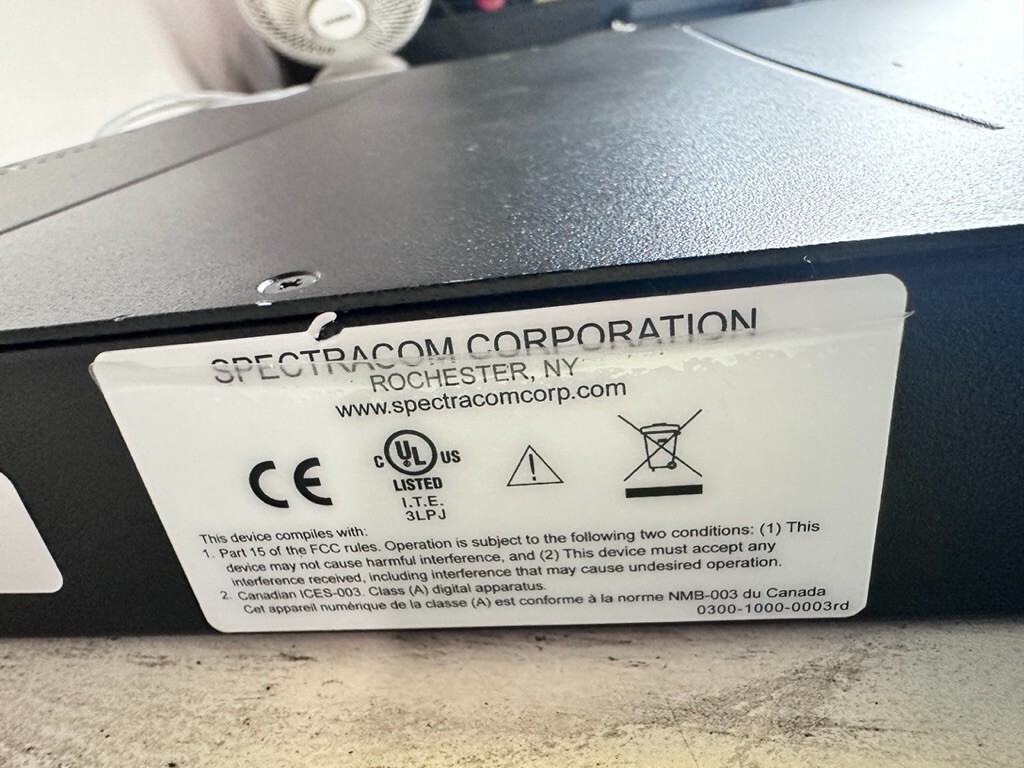 SPECTRACOM CORPORATION
ROCHESTER, NY
www.spectracomcorp.com
CE
C UL US
LISTED
I.T.E.
3LPJ
This device compiles with:
1. Part 15 of the FCC rules. Operation is subject to the following two conditions: (1) This
device may not cause harmful interference, and (2) This device must accept any
interference received, including interference that may cause undesired operation.
2. Canadian ICES-003. Class (A) digital apparatus.
Cet appareil numérique de la classe (A) est conforme à la norme NMB-003 du Canada
0300-1000-0003rd